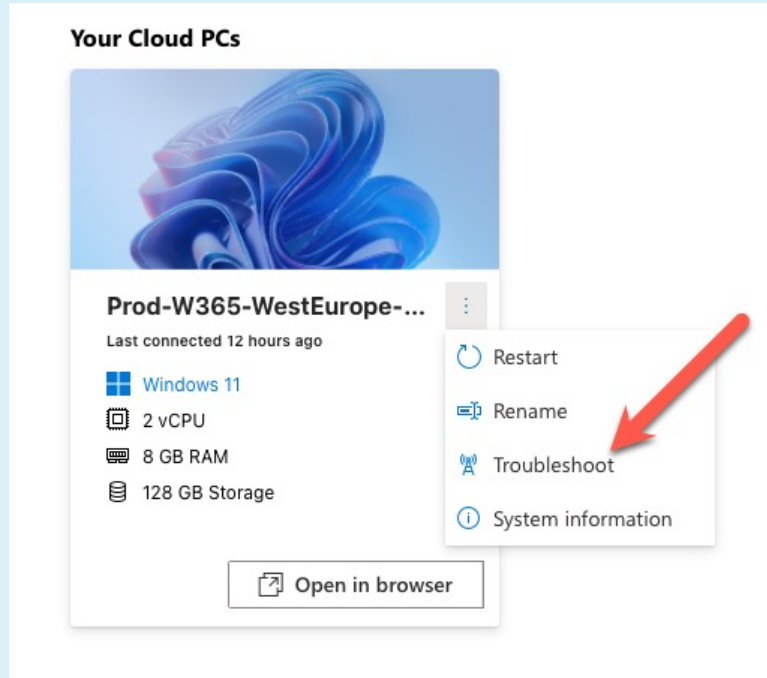 Your Cloud PCs
Prod-W365-WestEurope-...
Last connected 12 hours ago
Windows 11
2 vCPU
8 GB RAM
128 GB Storage
Restart
Rename
Troubleshoot
System information
Open in browser